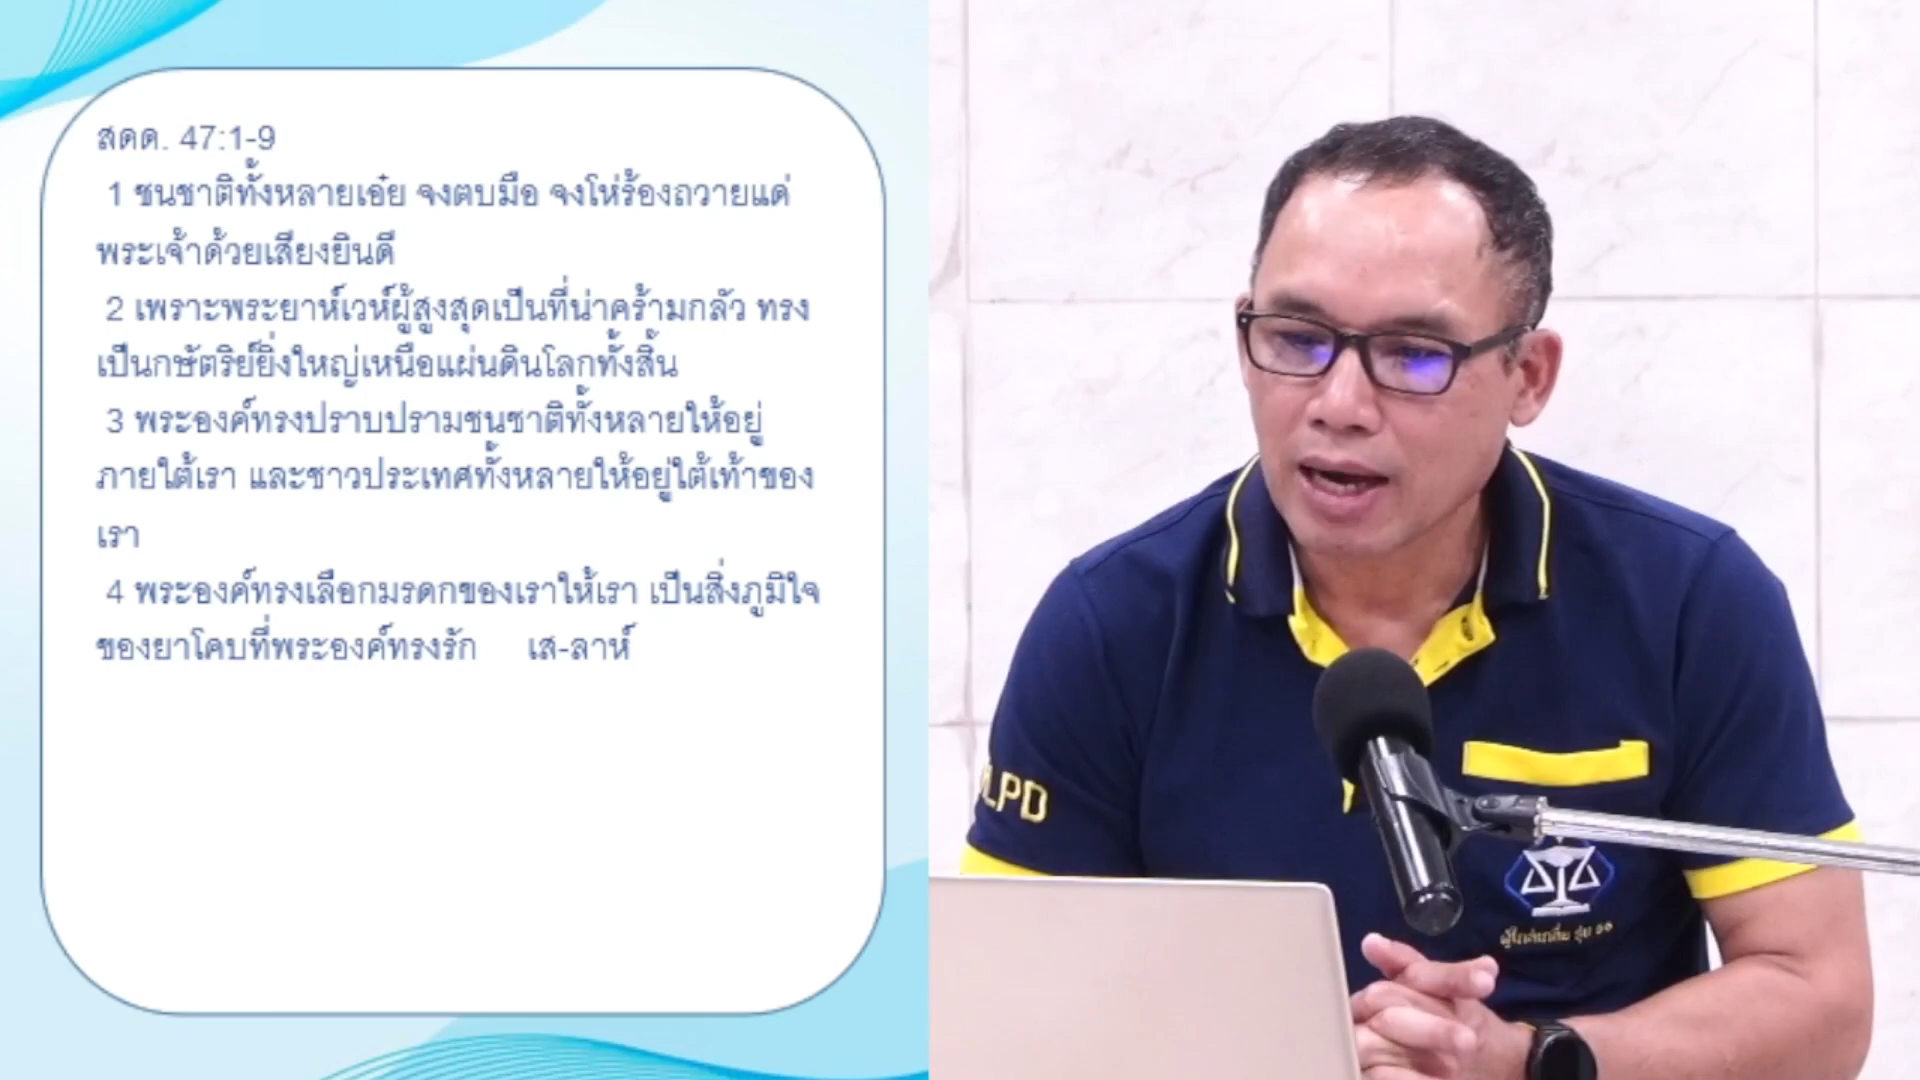 สดด. 47:1-9
1 ชนชาติทั้งหลายเอ๋ย จงตบมือ จงโห่ร้องถวายแด่
พระเจ้าด้วยเสียงยินดี
2 เพราะพระยาห์เวห์ผู้สูงสุดเป็นที่น่าคร้ามกลัว ทรง
เป็นกษัตริย์ยิ่งใหญ่เหนือแผ่นดินโลกทั้งสิ้น
3 พระองค์ทรงปราบปรามชนชาติทั้งหลายให้อยู่
ภายใต้เรา และชาวประเทศทั้งหลายให้อยู่ใต้เท้าของ
เรา
4 พระองค์ทรงเลือกมรดกของเราให้เรา เป็นสิ่งภูมิใจ
ของยาโคบที่พระองค์ทรงรัก เส-ลาห์
LPD